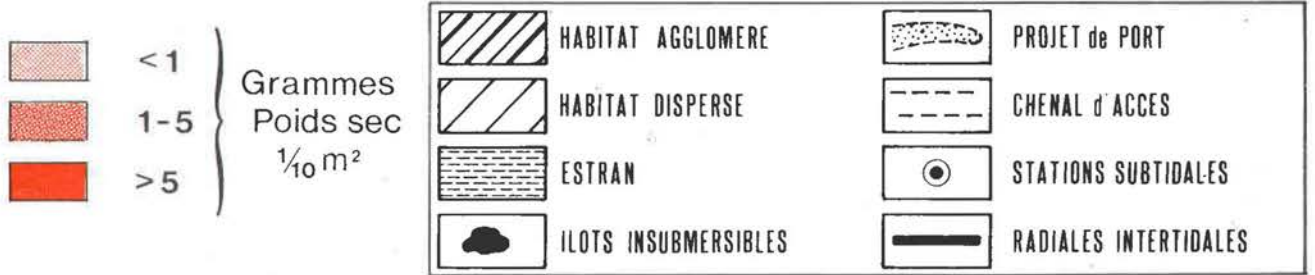 <1
1-5
>5
Grammes
Poids sec
1/10 m²
HABITAT AGGLOMERE
HABITAT DISPERSE
ESTRAN
ILOTS INSUBMERSIBLES
PROJET de PORT
CHENAL d'ACCES
STATIONS SUBTIDALES
RADIALES INTERTIDALES